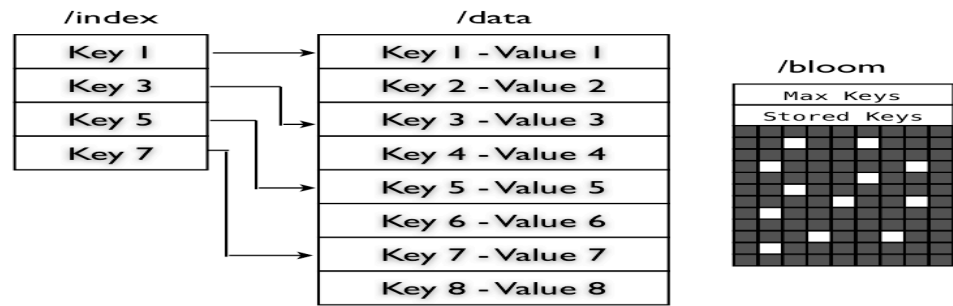 /index
Key 1
Key 3
Key 5
Key 7
/data
Key 1 - Value 1
Key 2 - Value 2
Key 3 - Value 3
Key 4 - Value 4
Key 5 - Value 5
Key 6 - Value 6
Key 7 - Value 7
Key 8 - Value 8
/bloom
Max Keys
Stored Keys